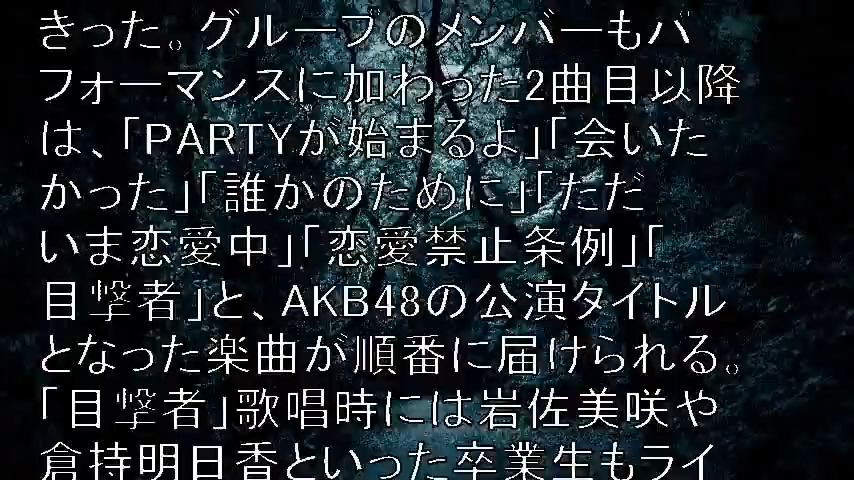 きった。グループのメンバーもパ
フォーマンスに加わった2曲目以降
は、「PARTYが始まるよ」「会いた
かった」「誰かのために」「ただ
いま恋愛中」「恋愛禁止条例」「
目撃者」と、AKB48の公演タイトル
となった楽曲が順番に届けられる。
「目撃者」歌唱時には岩佐美咲や
倉持明日香といった卒業生もライ